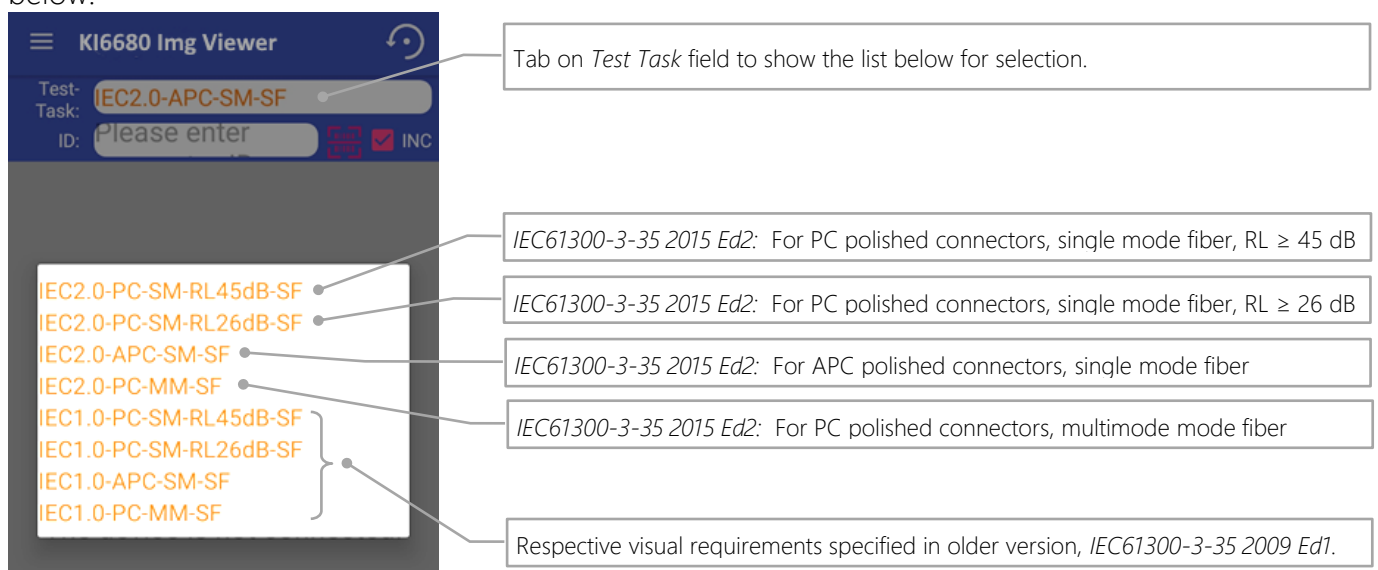 below.
KI6680 Img Viewer
Tab on Test Task field to show the list below for selection.
Test-
Task:
IEC2.0-APC-SM-SF
ID:
Please enter
INC
IEC61300-3-35 2015 Ed2: For PC polished connectors, single mode fiber, RL ≥ 45 dB
IEC2.0-PC-SM-RL45dB-SF
IEC61300-3-35 2015 Ed2: For PC polished connectors, single mode fiber, RL ≥ 26 dB
IEC2.0-PC-SM-RL26dB-SF
IEC2.0-APC-SM-SF
IEC61300-3-35 2015 Ed2: For APC polished connectors, single mode fiber
IEC2.0-PC-MM-SF
IEC1.0-PC-SM-RL45dB-SF
IEC61300-3-35 2015 Ed2: For PC polished connectors, multimode mode fiber
IEC1.0-PC-SM-RL26dB-SF
IEC1.0-APC-SM-SF
IEC1.0-PC-MM-SF
Respective visual requirements specified in older version, IEC61300-3-35 2009 Ed1.